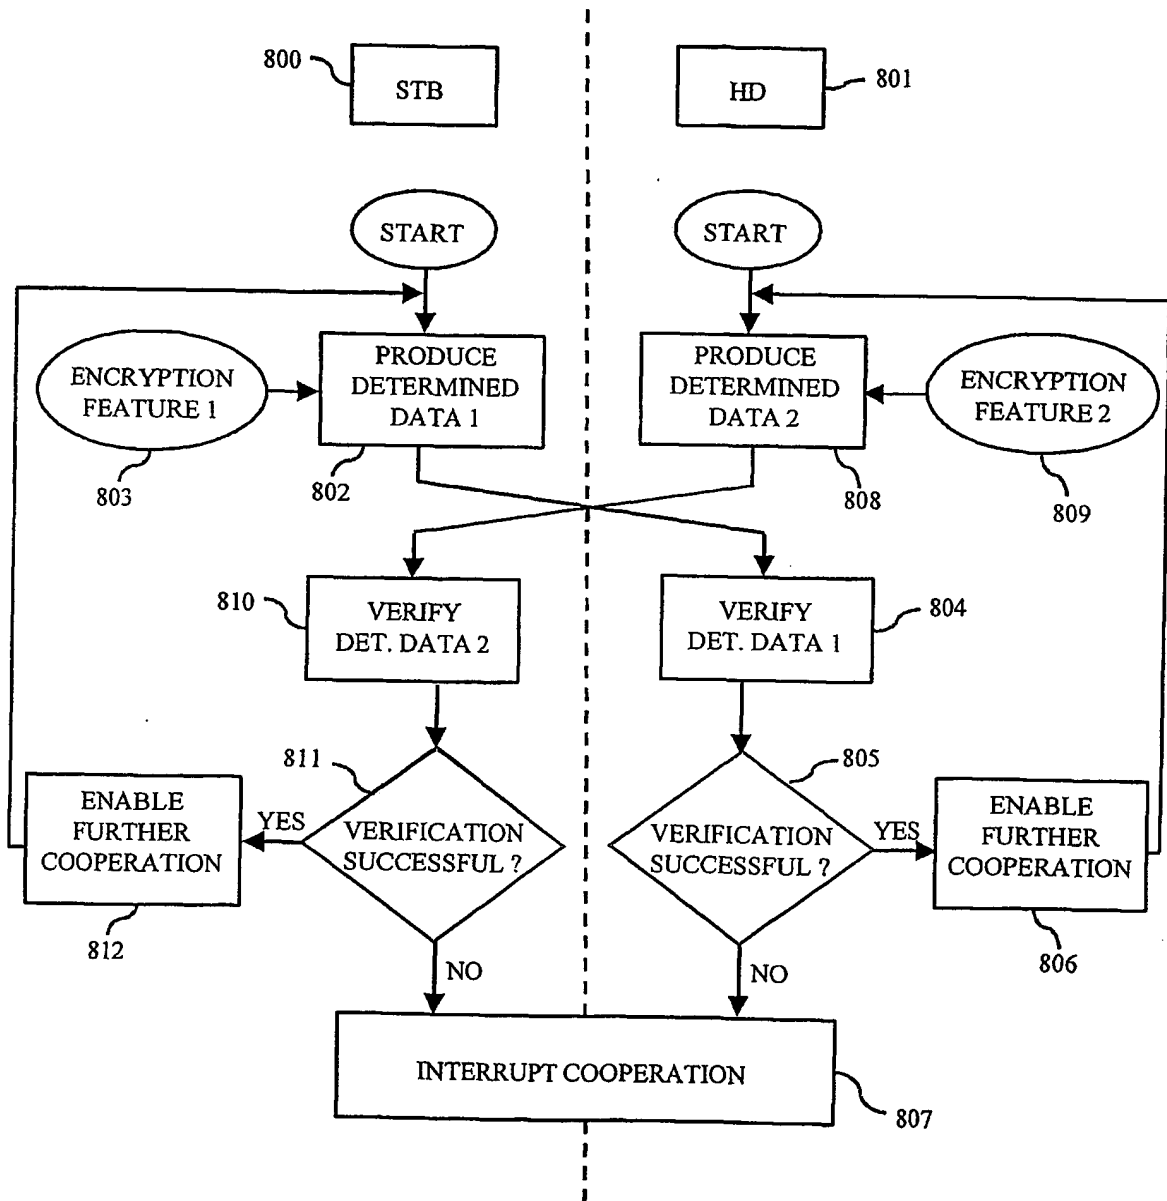 800
STB
HD
801
START
START
ENCRYPTION
FEATURE 1
803
PRODUCE
DETERMINED
DATA 1
802
PRODUCE
DETERMINED
DATA 2
808
ENCRYPTION
FEATURE 2
809
810
VERIFY
DET. DATA 2
VERIFY
DET. DATA 1
804
811
VERIFICATION
SUCCESSFUL ?
YES
ENABLE
FURTHER
COOPERATION
812
NO
805
VERIFICATION
SUCCESSFUL ?
YES
ENABLE
FURTHER
COOPERATION
806
NO
INTERRUPT COOPERATION
807